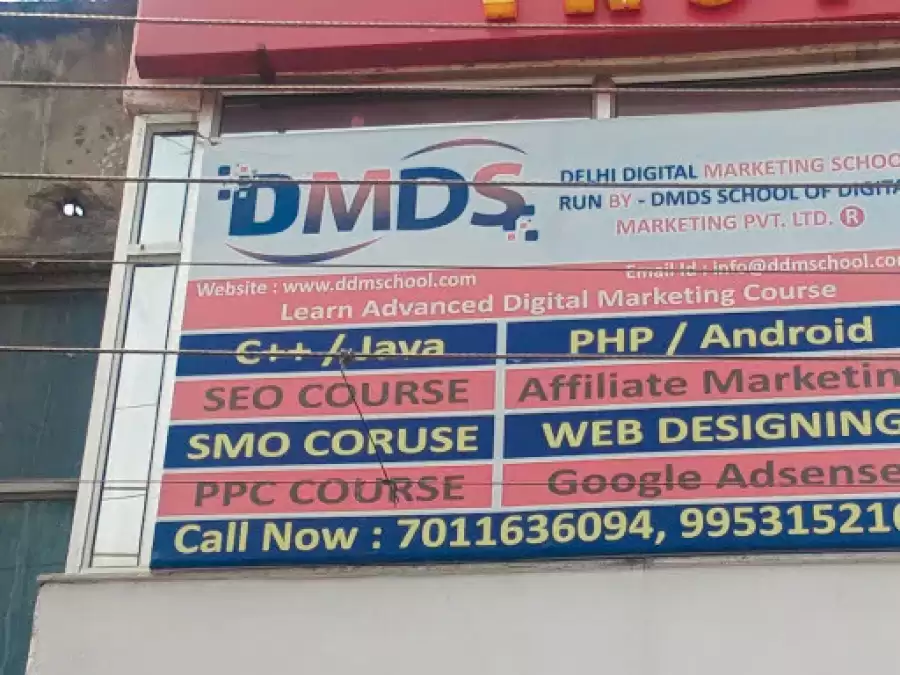 DMDS
DELHI DIGITAL MARKETING SCHOO
RUN BY - DMDS SCHOOL OF DIGITA
MARKETING PVT. LTD. ®
Website : www.ddmschool.com
Email Id : info@ddmschool.co
Learn Advanced Digital Marketing Course
C++ / Java
PHP / Android
SEO COURSE
Affiliate Marketin
SMO CORUSE
WEB DESIGNING
PPC COURSE
Google Adsense
Call Now : 7011636094, 995315210